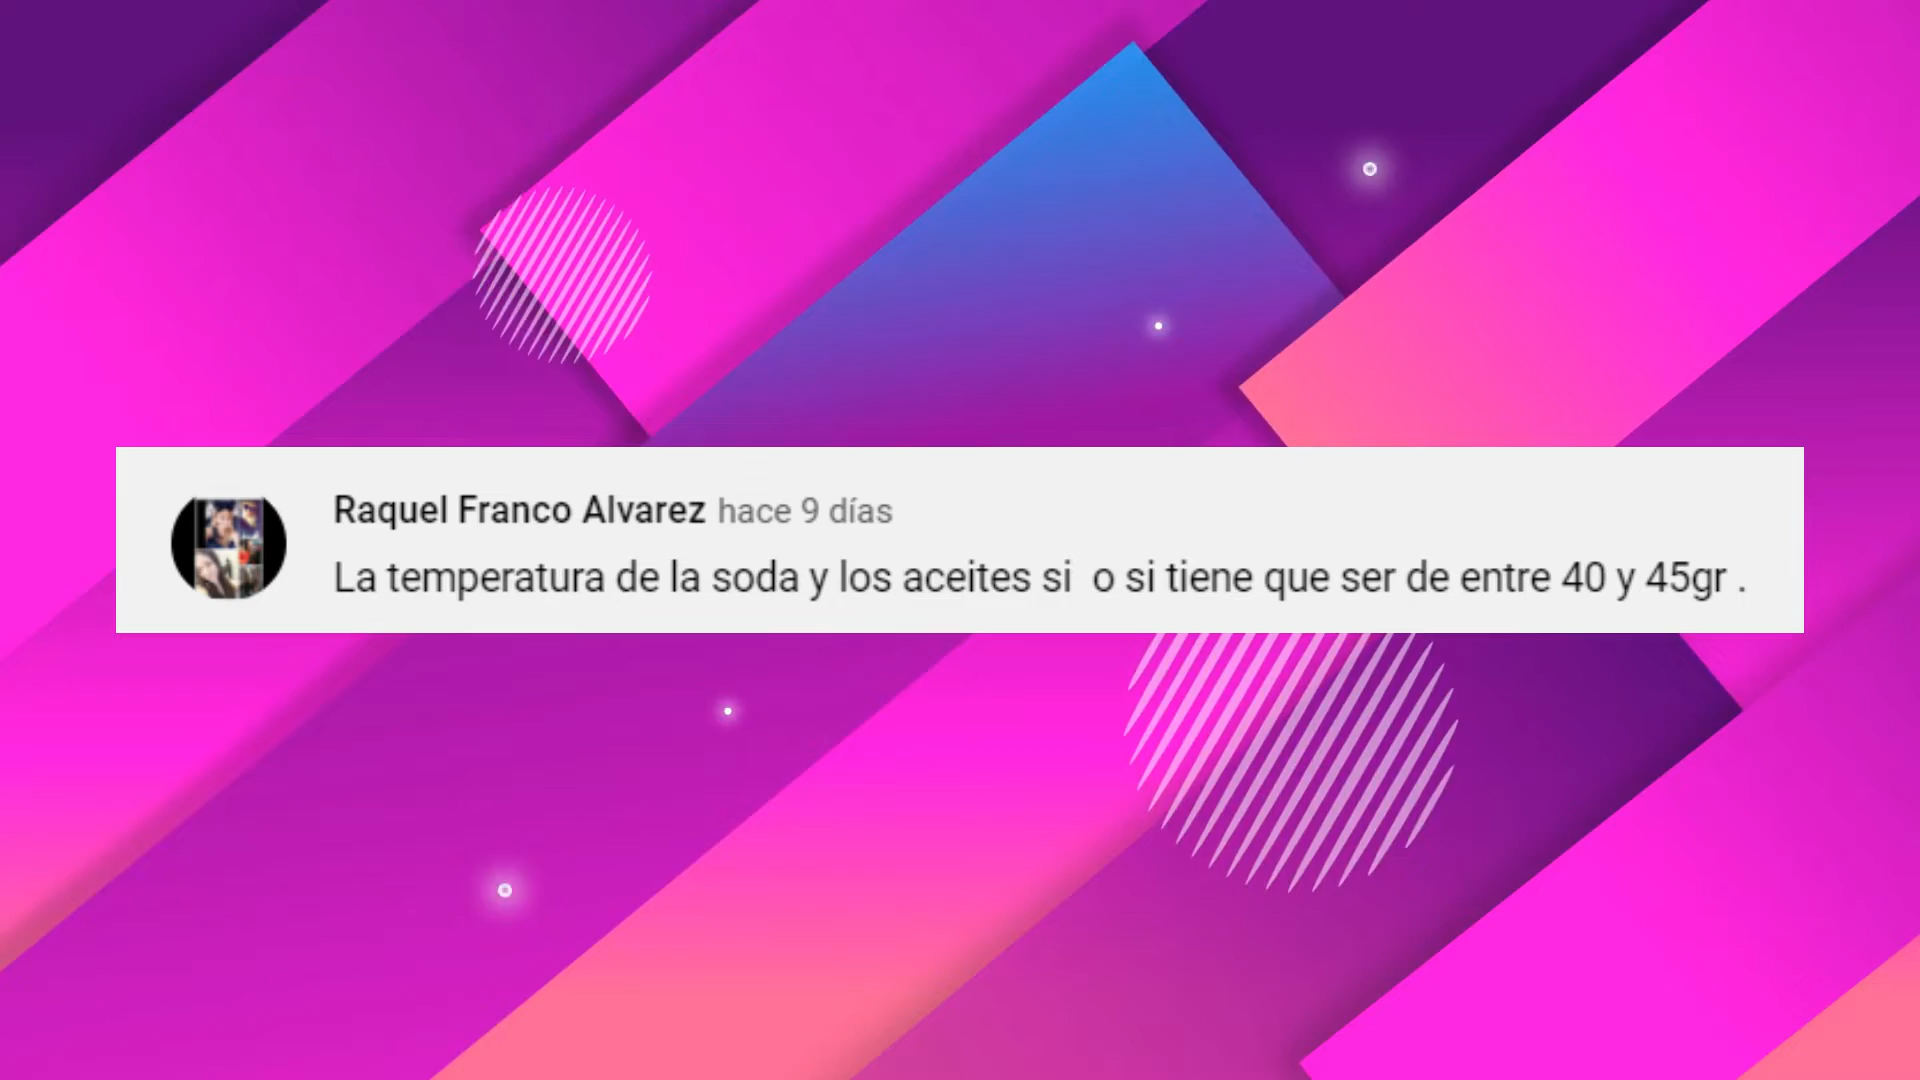 Raquel Franco Alvarez hace 9 días
La temperatura de la soda y los aceites si  o si tiene que ser de entre 40 y 45gr .